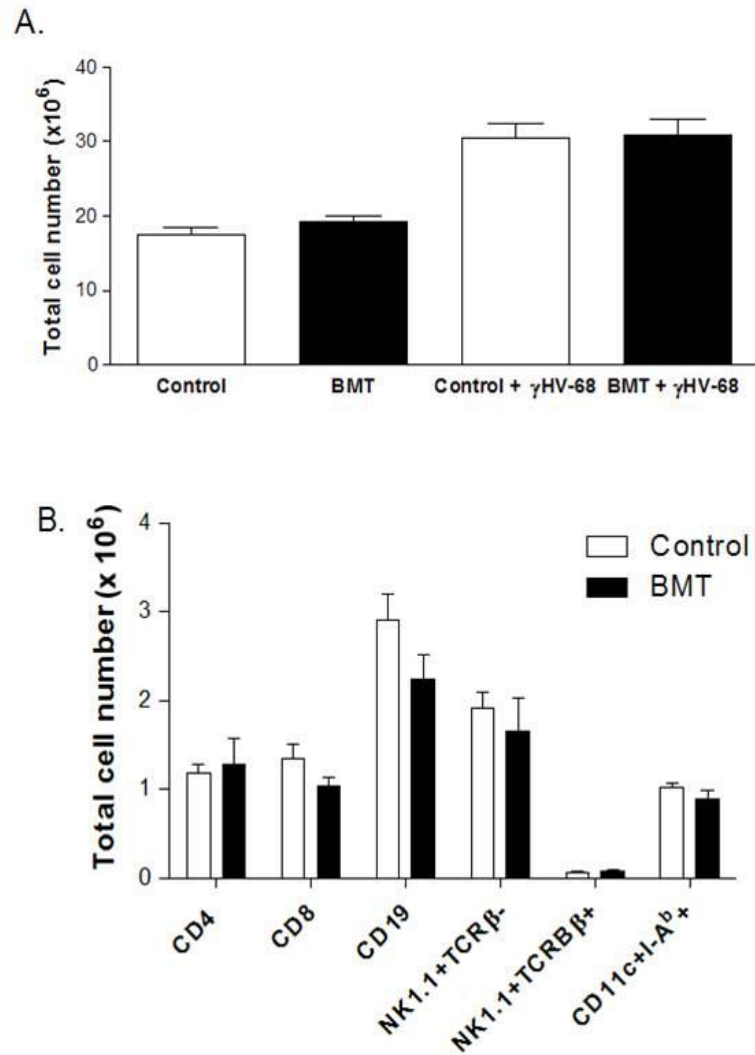 A.
Total cell number (x10⁶)
40
30
20
10
0
Control BMT Control + γHV-68 BMT + γHV-68
B.
Total cell number (x 10⁶)
4
3
2
1
0
Control
BMT
CD4
CD8
CD19
NK1.1+TCRβ-
NK1.1+TCRBβ+
CD11c+I-Aᵇ+